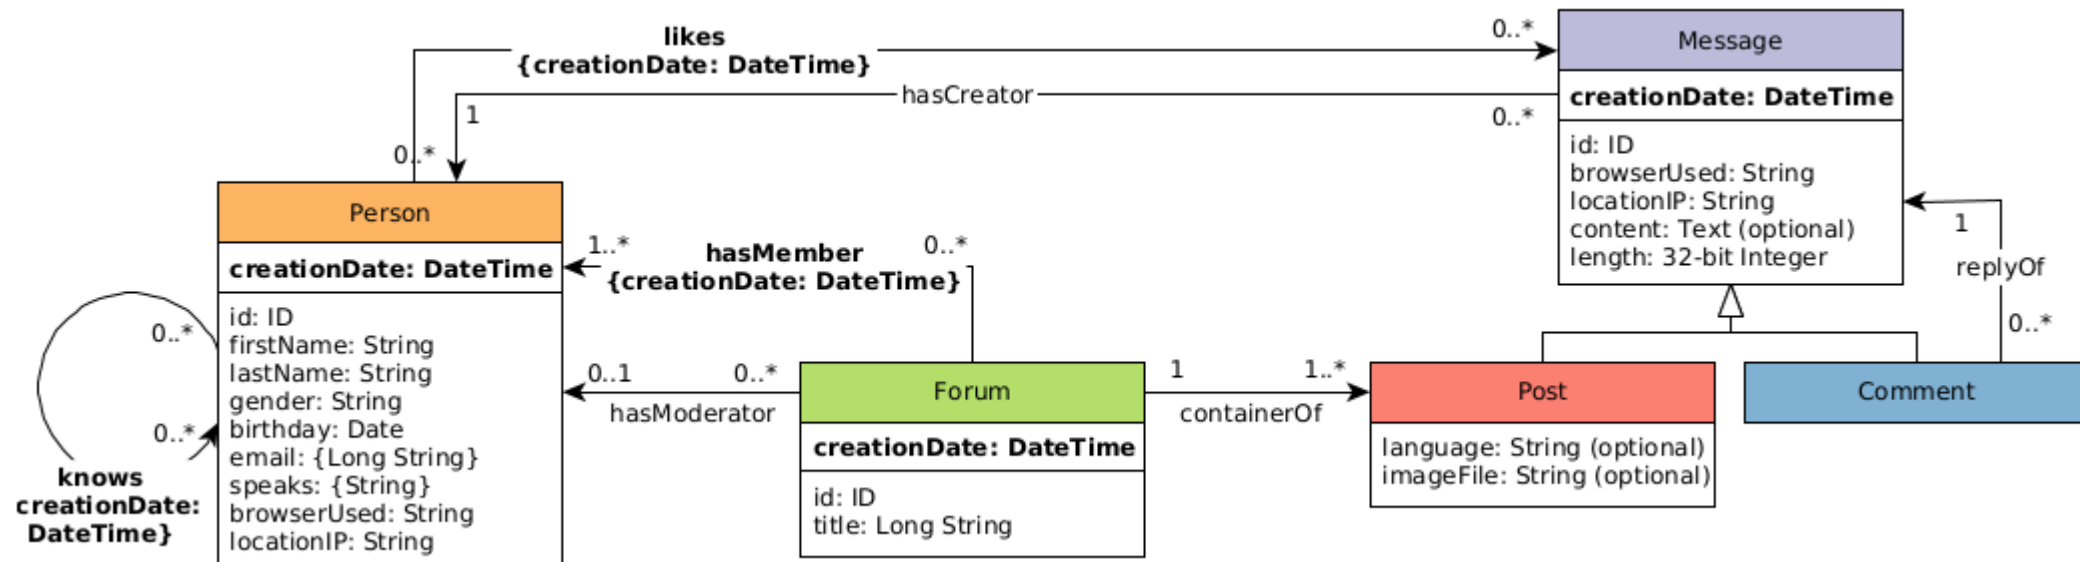 likes
{creationDate: DateTime}
0..*
Message
hasCreator
creationDate: DateTime
1
0..*
0..*
id: ID
browserUsed: String
locationIP: String
content: Text (optional)
length: 32-bit Integer
1
replyOf
0..*
Person
creationDate: DateTime
1..*
hasMember
{creationDate: DateTime}
0..*
id: ID
firstName: String
lastName: String
gender: String
birthday: Date
email: {Long String}
speaks: {String}
browserUsed: String
locationIP: String
0..*
0..*
knows
creationDate:
DateTime}
0..1
0..*
hasModerator
Forum
creationDate: DateTime
id: ID
title: Long String
1
1..*
containerOf
Post
language: String (optional)
imageFile: String (optional)
Comment